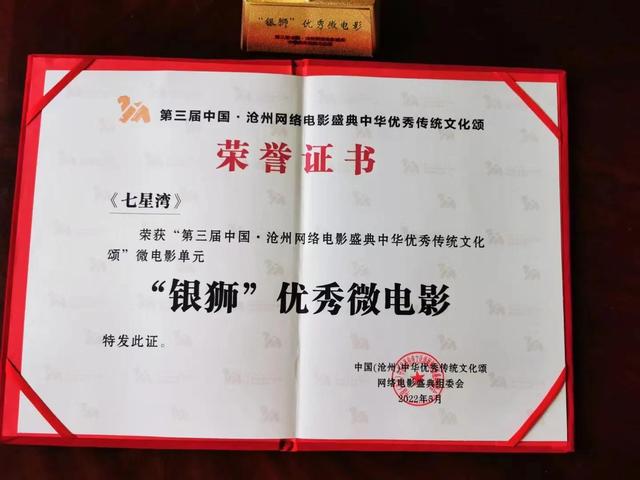 “银狮”优秀微电影
第三届中国·沧州网络电影盛典中华优秀传统文化颂
荣誉证书
《七星湾》
荣获“第三届中国·沧州网络电影盛典中华优秀传统文化
颂”微电影单元
“银狮”优秀微电影
特发此证。
中国(沧州)中华优秀传统文化颂
网络电影盛典组委会
2022年8月